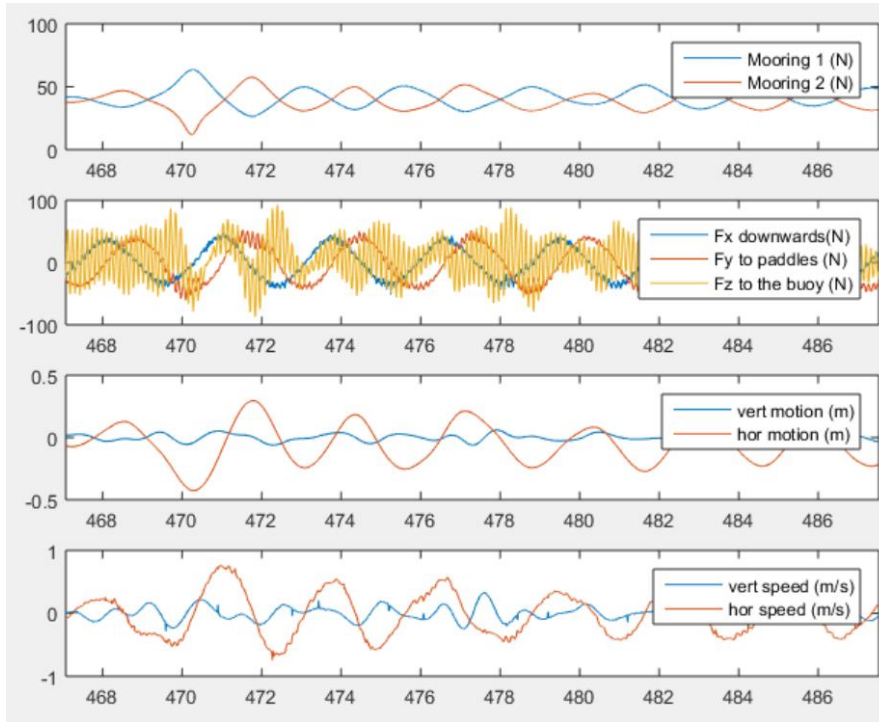 100
50
0
Mooring 1 (N)
Mooring 2 (N)
468 470 472 474 476 478 480 482 484 486
100
0
-100
Fx downwards(N)
Fy to paddles (N)
Fz to the buoy (N)
468 470 472 474 476 478 480 482 484 486
0.5
0
-0.5
vert motion (m)
hor motion (m)
468 470 472 474 476 478 480 482 484 486
1
0
-1
vert speed (m/s)
hor speed (m/s)
468 470 472 474 476 478 480 482 484 486